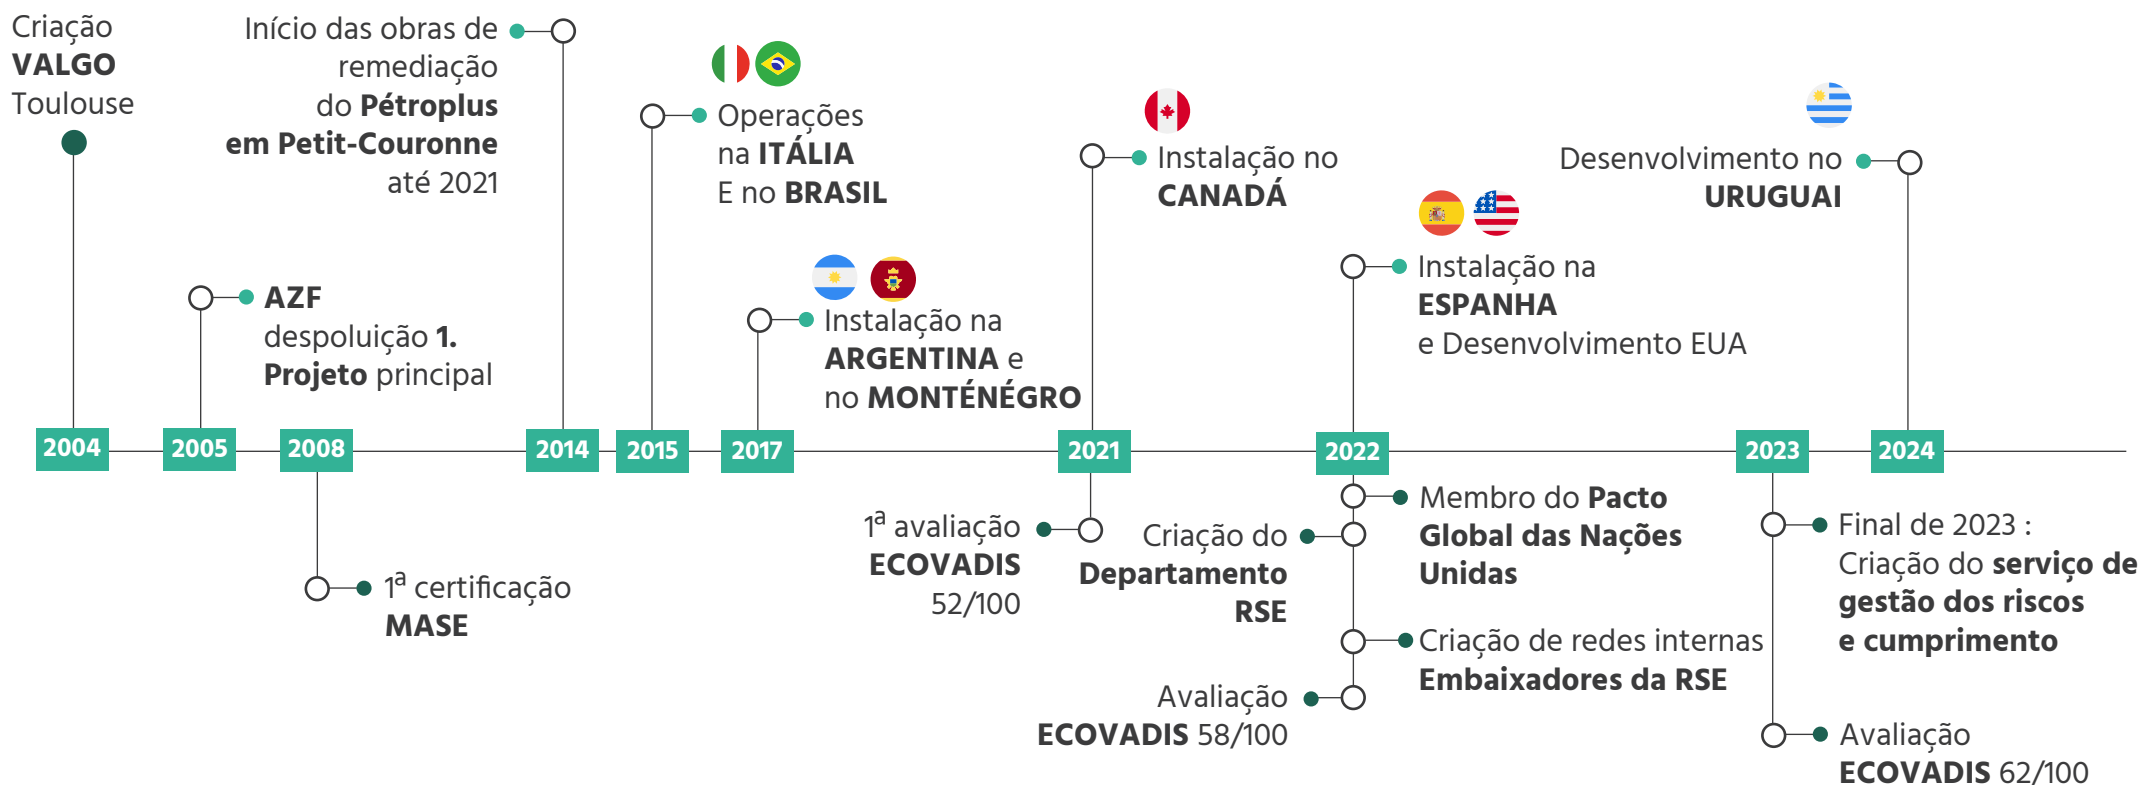 Criação
VALGO
Toulouse
Início das obras de
remediação
do Pétroplus
em Petit-Couronne
até 2021
Operações
na ITÁLIA
E no BRASIL
Instalação no
CANADÁ
Desenvolvimento no
URUGUAI
AZF
despoluição 1.
Projeto principal
Instalação na
ARGENTINA e
no MONTÉNÉGRO
Instalação na
ESPANHA
e Desenvolvimento EUA
2004
2005
2008
2014
2015
2017
2021
2022
2023
2024
1ª certificação
MASE
1ª avaliação
ECOVADIS
52/100
Criação do
Departamento
RSE
Membro do Pacto
Global das Nações
Unidas
Criação de redes internas
Embaixadores da RSE
Avaliação
ECOVADIS 58/100
Final de 2023 :
Criação do serviço de
gestão dos riscos
e cumprimento
Avaliação
ECOVADIS 62/100